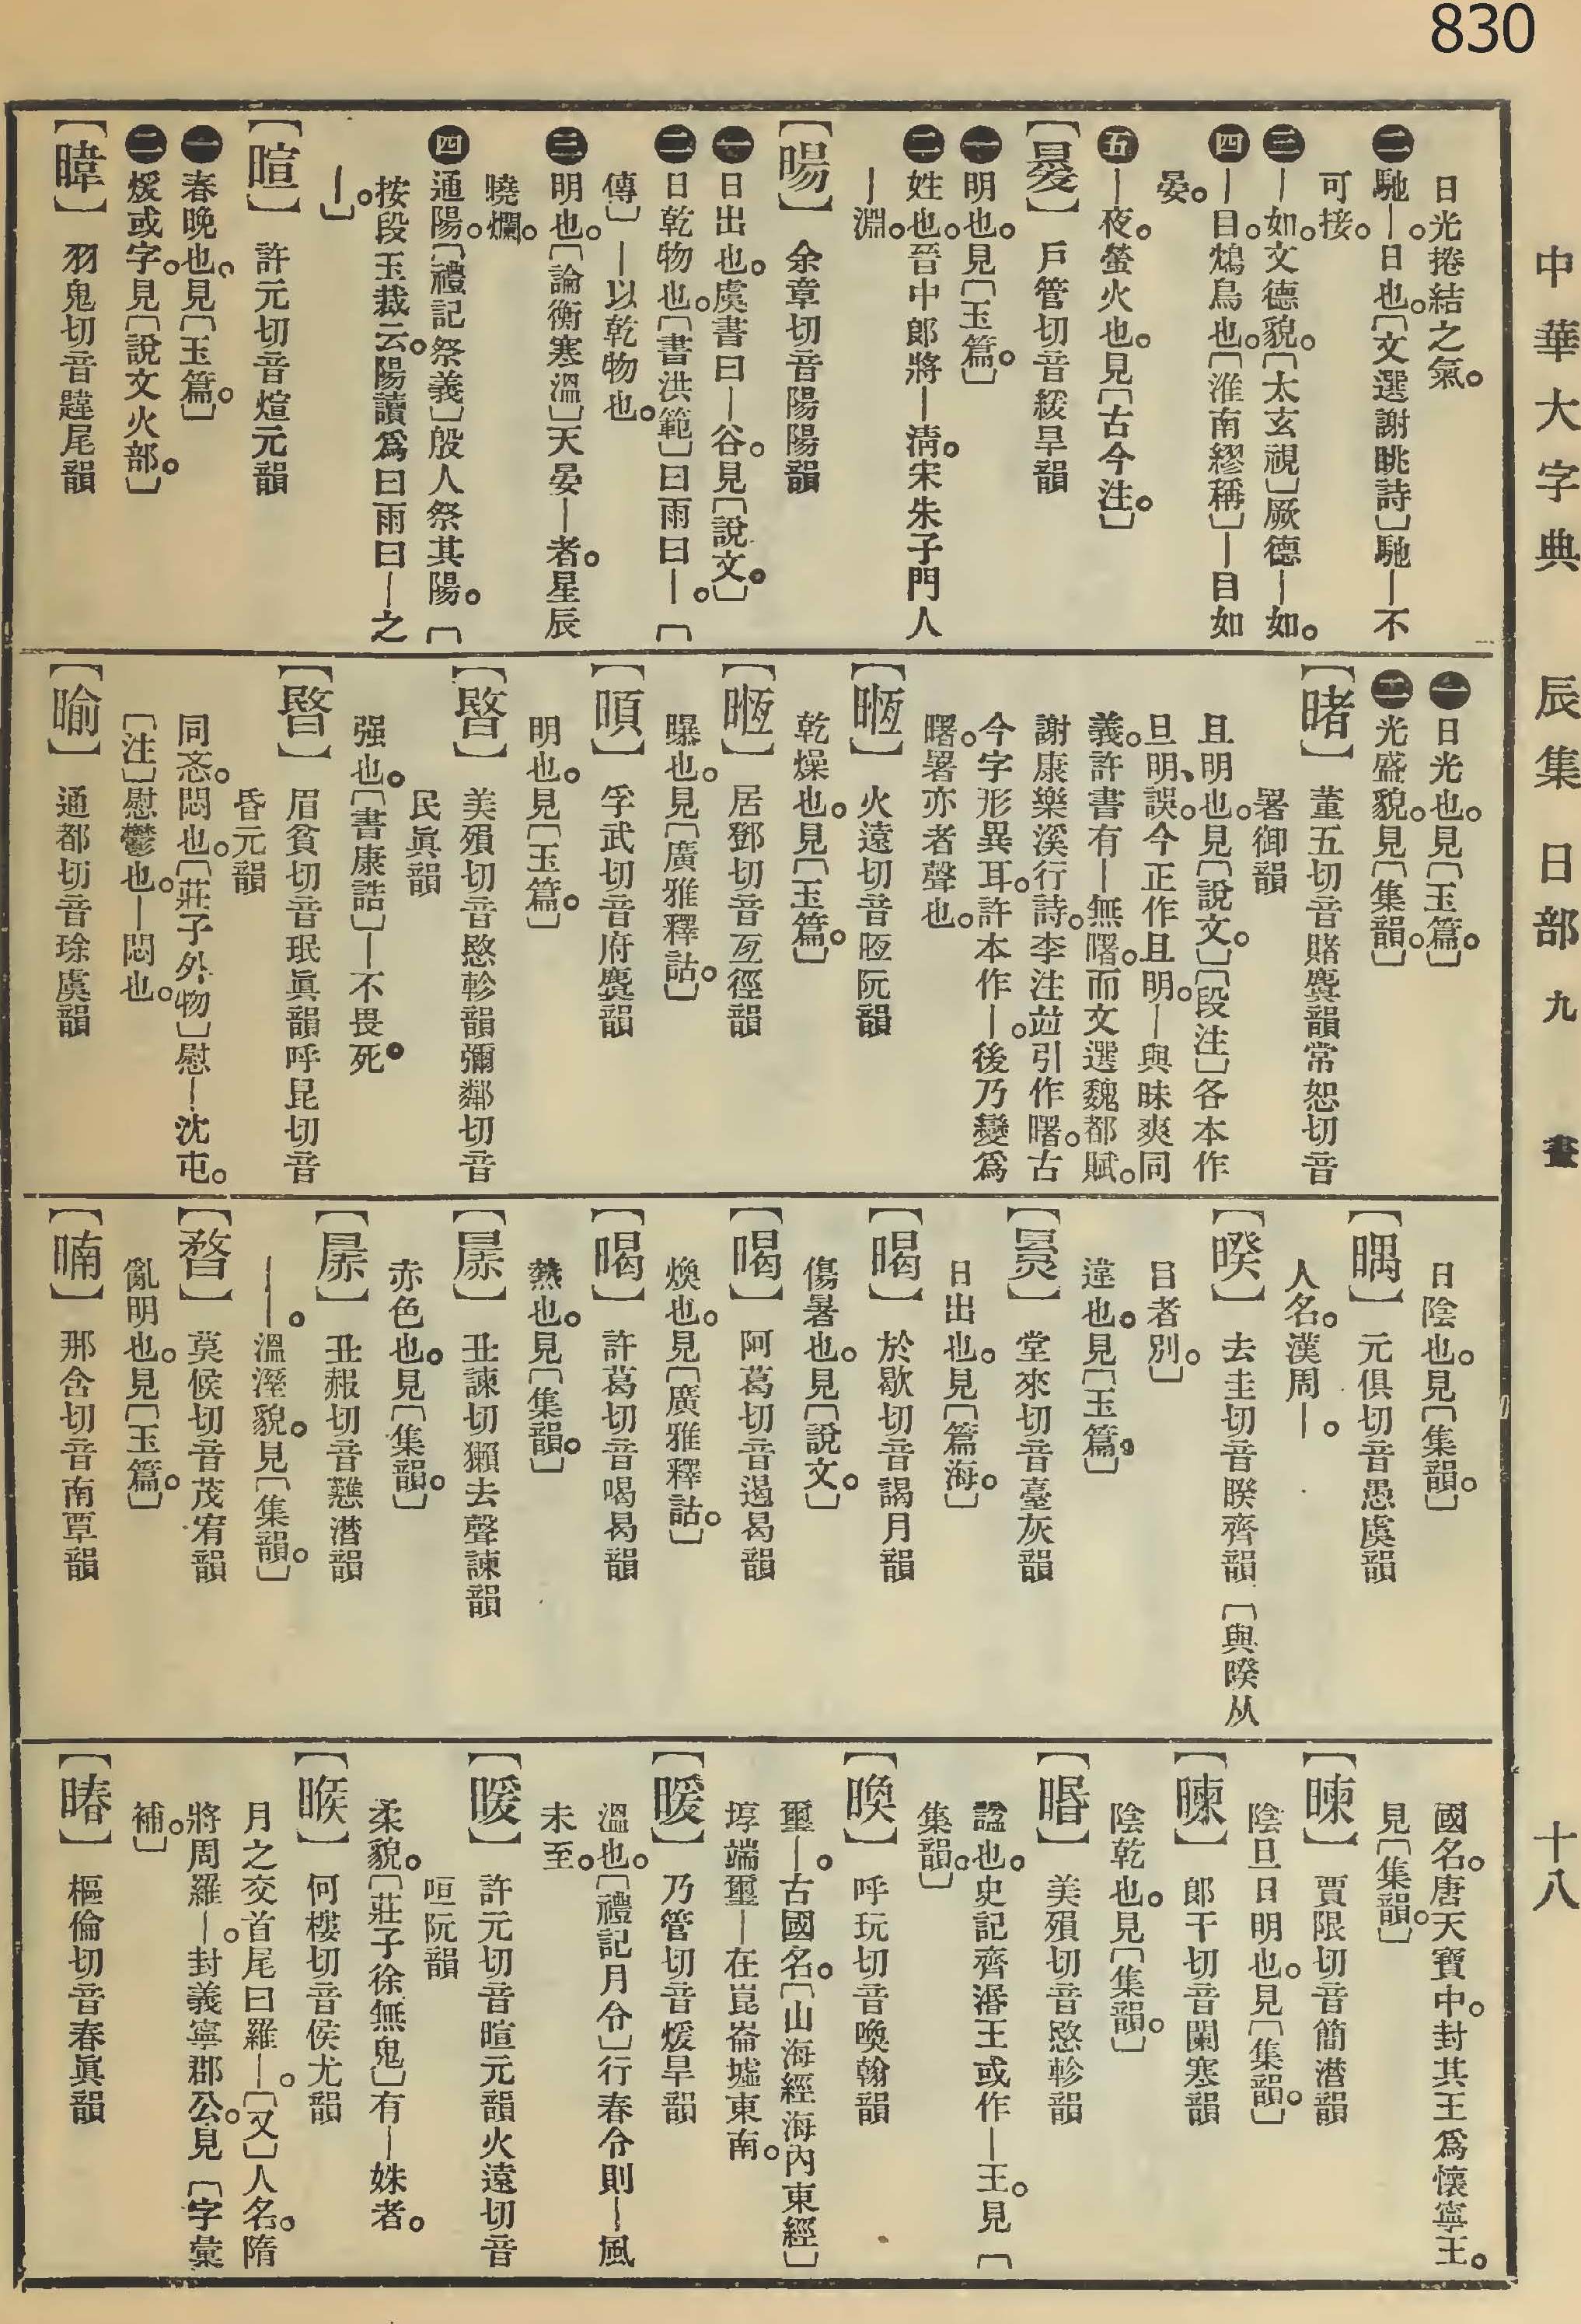 830
中華大字典 辰集 日部 九畫 十八
日光捲結之氣。
㊁馳—。日也。〔文選謝眺詩〕馳—不
可接。
㊂—如。文德貌。〔太玄視〕厥德—如。
㊃—目。鴆鳥也。〔淮南繆稱〕—目如
晏。
㊄—夜。螢火也。見〔古今注。〕
戶管切音緩旱韻
㊀明也。見〔玉篇。〕
㊁姓也。晉中郞將—淸。宋朱子門人
—淵。
【暘】余章切音陽陽韻
㊀日出也。虞書曰—谷。見〔說文。〕
㊁日乾物也。〔書洪範〕曰雨曰—。〔
傳〕—以乾物也。
㊂明也。〔論衡寒溫〕天晏—者。星辰
曉爛。
㊃通陽。〔禮記祭義〕殷人祭其陽。〔
按段玉裁云。陽讀爲曰雨曰—之
—。〕
【暄】許元切音煊元韻
㊀春晚也。見〔玉篇。〕
㊁煖或字。見〔說文火部。〕
【暐】羽鬼切音韙尾韻
㊀日光也。見〔玉篇。〕
㊁光盛貌。見〔集韻。〕
【暏】董五切音賭麌韻常恕切音
署御韻
且明也。見〔說文。〕〔段注〕各本作
旦明、誤。今正作且明。—與昧爽同
義。許書有—無曙。而文選魏都賦。
謝康樂溪行詩。李注竝引作曙。古
今字形異耳。許本作—。後乃變爲
曙。署亦者聲也。
【暅】火遠切音晅阮韻
乾燥也。見〔玉篇。〕
【暅】居鄧切音亙徑韻
曝也。見〔廣雅釋詁。〕
孚武切音府麌韻
明也。見〔玉篇。〕
【暋】美殞切音愍軫韻彌鄰切音
民眞韻
强也。〔書康誥〕—不畏死。
【暋】眉貧切音珉眞韻呼昆切音
昏元韻
同忞。悶也。〔莊子外物〕慰—沈屯。
〔注〕慰鬱也。—悶也。
【喻】通都切音珶虞韻
日陰也。見〔集韻。〕
【㬂】元俱切音愚虞韻
人名。漢周—。
【暌】去圭切音睽齊韻〔與睽从
目者別。〕
違也。見〔玉篇。〕
堂來切音臺灰韻
日出也。見〔篇海。〕
【暍】於歇切音謁月韻
傷暑也。見〔說文。〕
【暍】阿葛切音遏曷韻
煥也。見〔廣雅釋詁。〕
【暍】許葛切音喝曷韻
熱也。見〔集韻。〕
丑諫切獺去聲諫韻
赤色也。見〔集韻。〕
丑赧切音戁潸韻
——。溫溼貌。見〔集韻。〕
莫候切音茂宥韻
亂明也。見〔玉篇。〕
【暔】那含切音南覃韻
國名。唐天寶中。封其王爲懷寧王。
見〔集韻。〕
【暕】賈限切音簡潸韻
陰旦日明也。見〔集韻。〕
【暕】郞干切音闌寒韻
陰乾也。見〔集韻。〕
美殞切音愍軫韻
諡也。史記齊湣王或作—王。見〔
集韻。〕
【㬇】呼玩切音喚翰韻
璽—。古國名。〔山海經海內東經〕
埻端璽—在崑崙墟東南。
【暖】乃管切音煖旱韻
溫也。〔禮記月令〕行春令則—風
未至。
【暖】許元切音暄元韻火遠切音
咺阮韻
柔貌。〔莊子徐無鬼〕有—姝者。
【㬋】何樓切音侯尤韻
月之交首尾曰羅—。〔又〕人名。隋
將周羅—。封義寧郡公。見〔字彙
補。〕
【暙】樞倫切音春眞韻